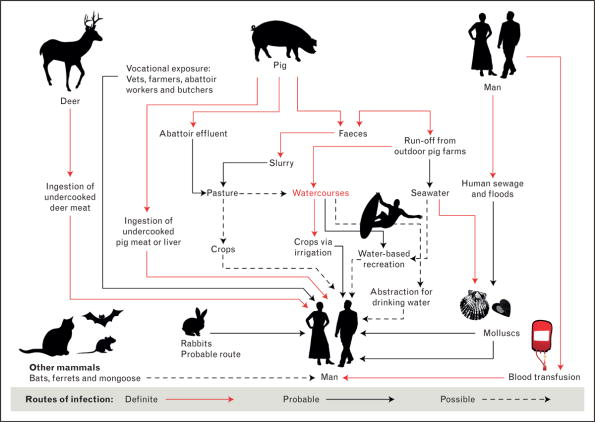 Vocational exposure:
Vets, farmers, abattoir
workers and butchers
Deer
Pig
Man
Abattoir effluent
Faeces
Run-off from
outdoor pig farms
Slurry
Ingestion of
undercooked
deer meat
Pasture
Watercourses
Seawater
Human sewage
and floods
Ingestion of
undercooked
pig meat or liver
Crops
Crops via
irrigation
Water-based
recreation
Abstraction for
drinking water
Rabbits
Probable route
Molluscs
Other mammals
Bats, ferrets and mongoose
Man
Blood transfusion
Routes of infection:
Definite
Probable
Possible